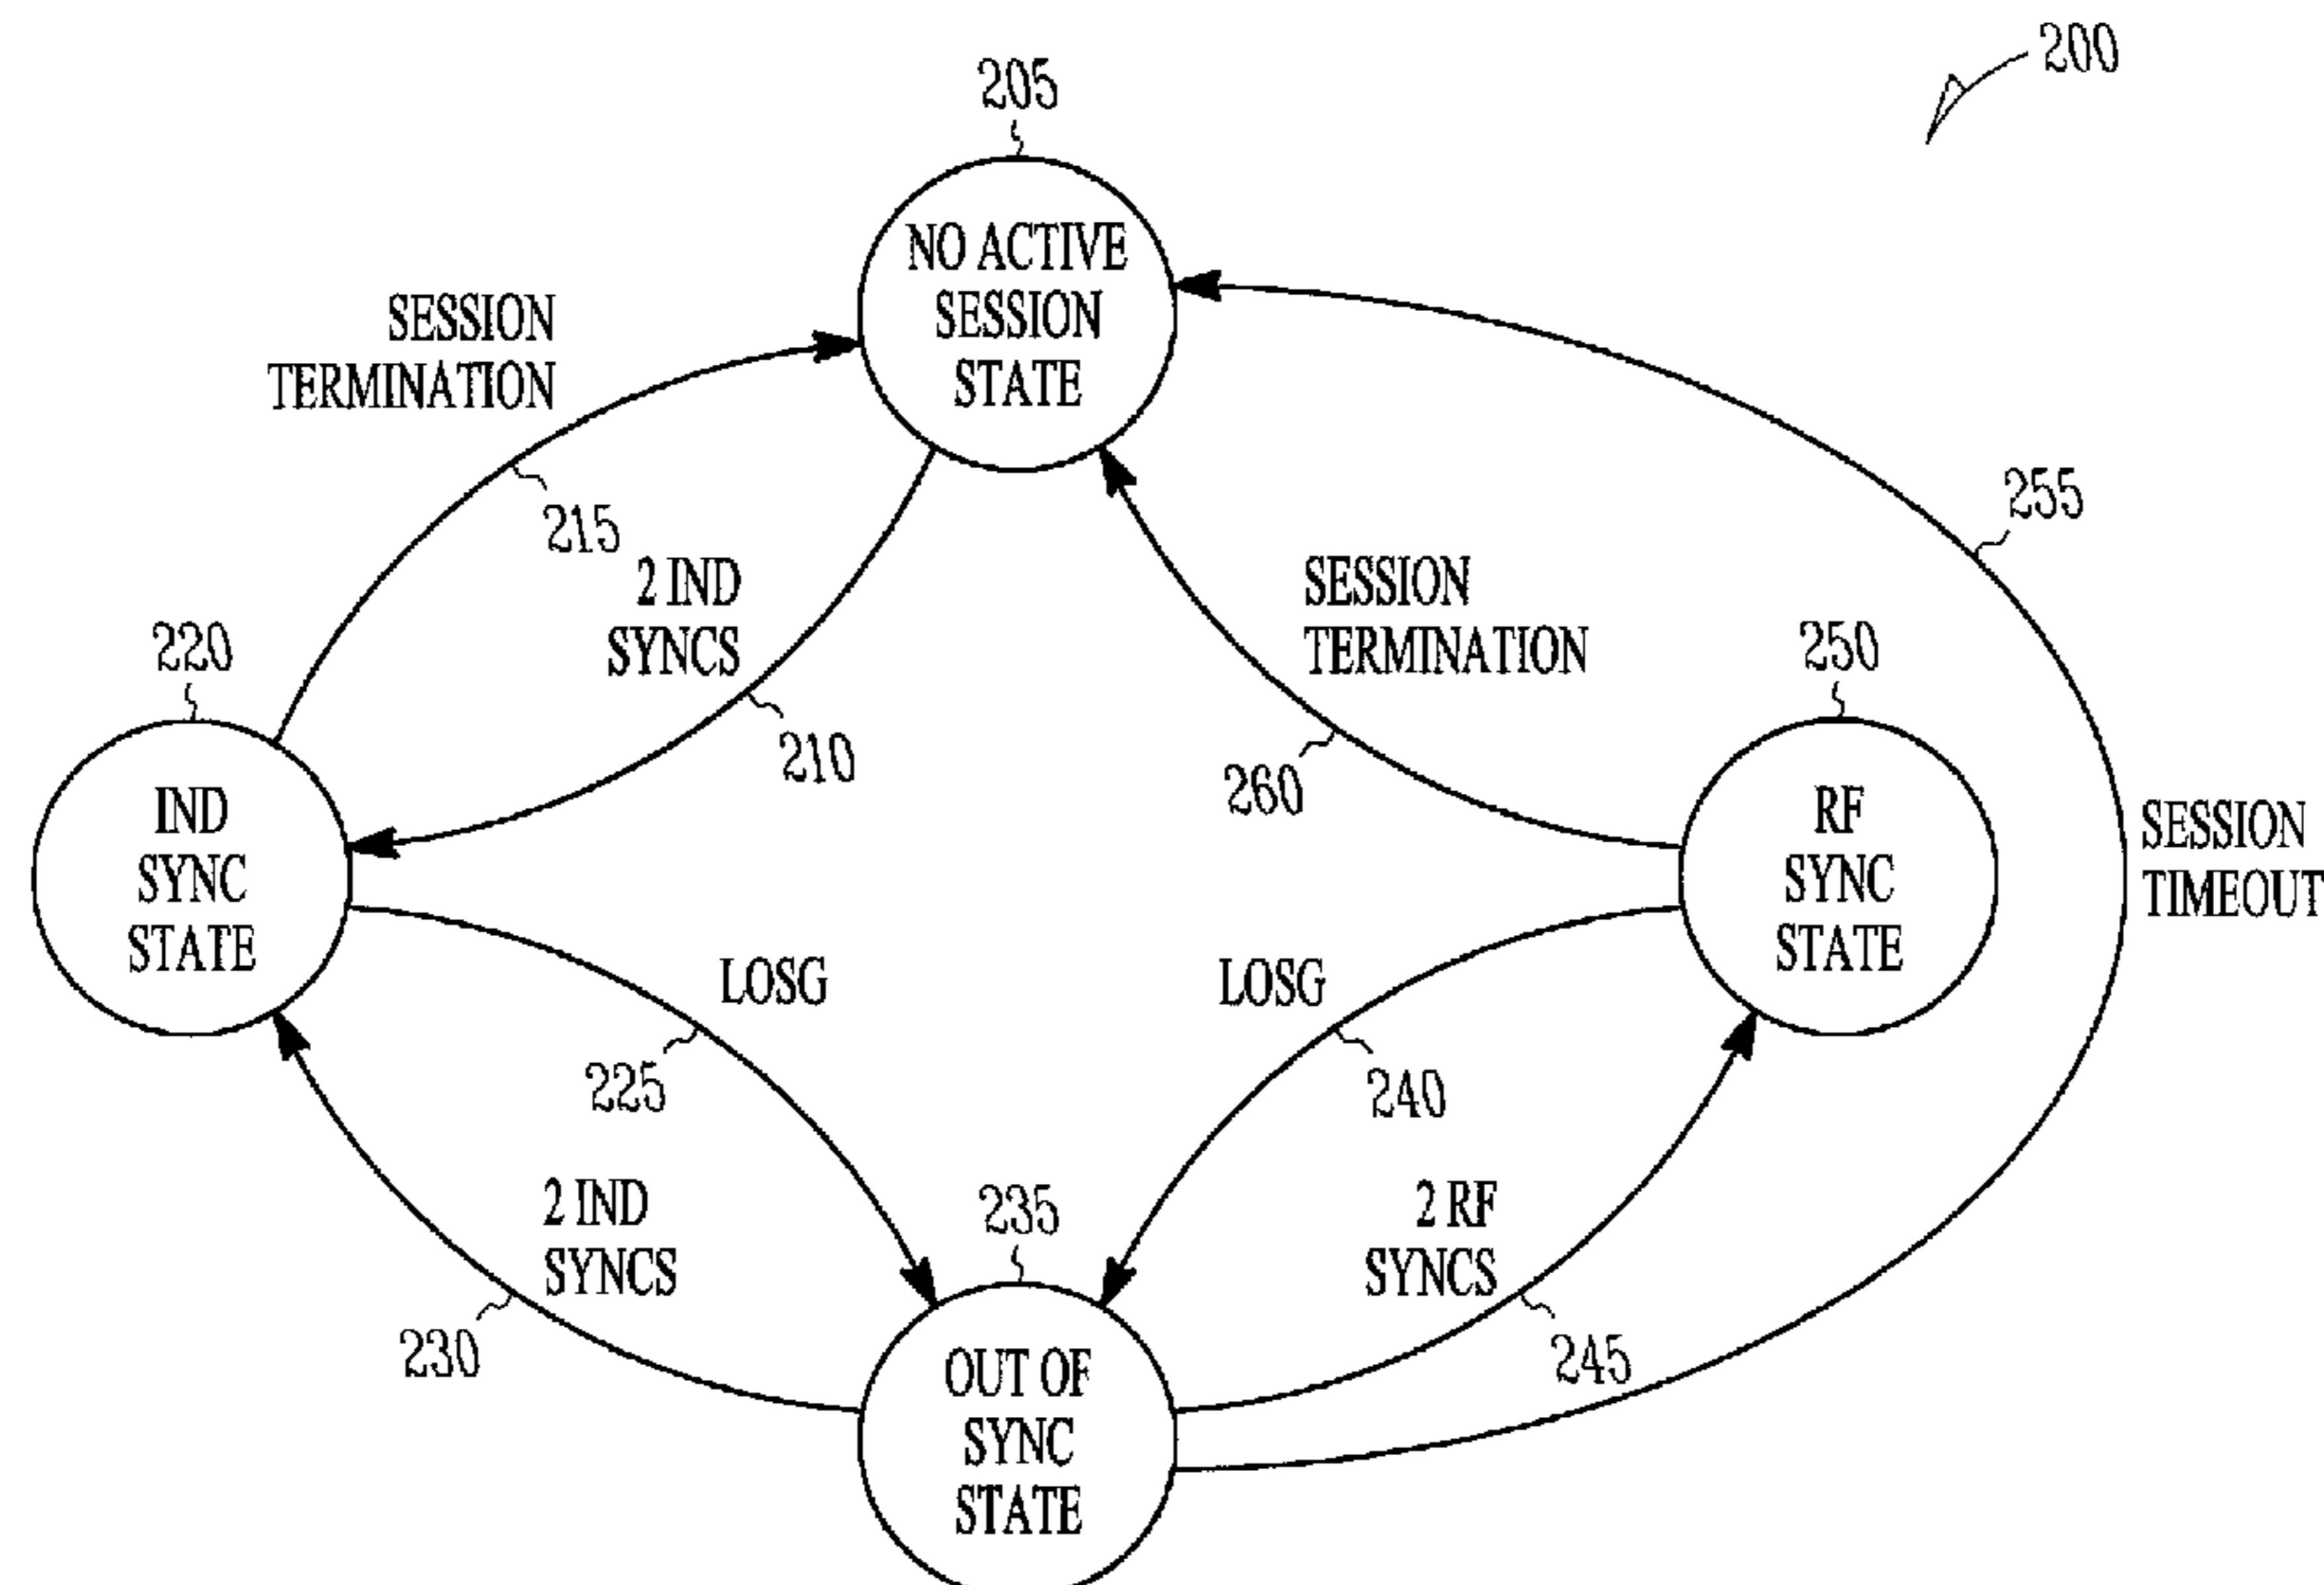 200
205
NO ACTIVE
SESSION
STATE
SESSION
TERMINATION
215
255
2 IND
SYNCS
210
SESSION
TERMINATION
260
220
IND
SYNC
STATE
250
RF
SYNC
STATE
SESSION
TIMEOUT
LOSG
225
LOSG
240
2 IND
SYNCS
230
235
2 RF
SYNCS
245
OUT OF
SYNC
STATE